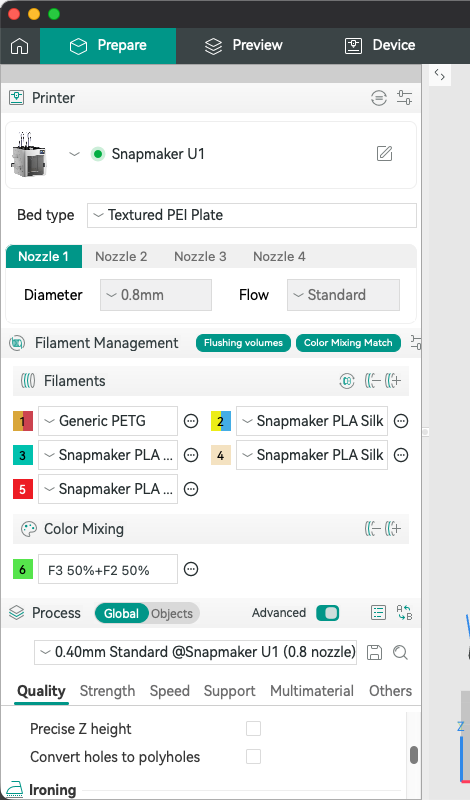 Prepare Preview Device
Printer
Snapmaker U1
Bed type Textured PEI Plate
Nozzle 1 Nozzle 2 Nozzle 3 Nozzle 4
Diameter 0.8mm Flow Standard
Filament Management Flushing volumes Color Mixing Match
Filaments
1 Generic PETG 2 Snapmaker PLA Silk
3 Snapmaker PLA ... 4 Snapmaker PLA Silk
5 Snapmaker PLA ...
Color Mixing
6 F3 50%+F2 50%
Process Global Objects Advanced
0.40mm Standard @Snapmaker U1 (0.8 nozzle)
Quality Strength Speed Support Multimaterial Others
Precise Z height
Z
Convert holes to polyholes
Ironing